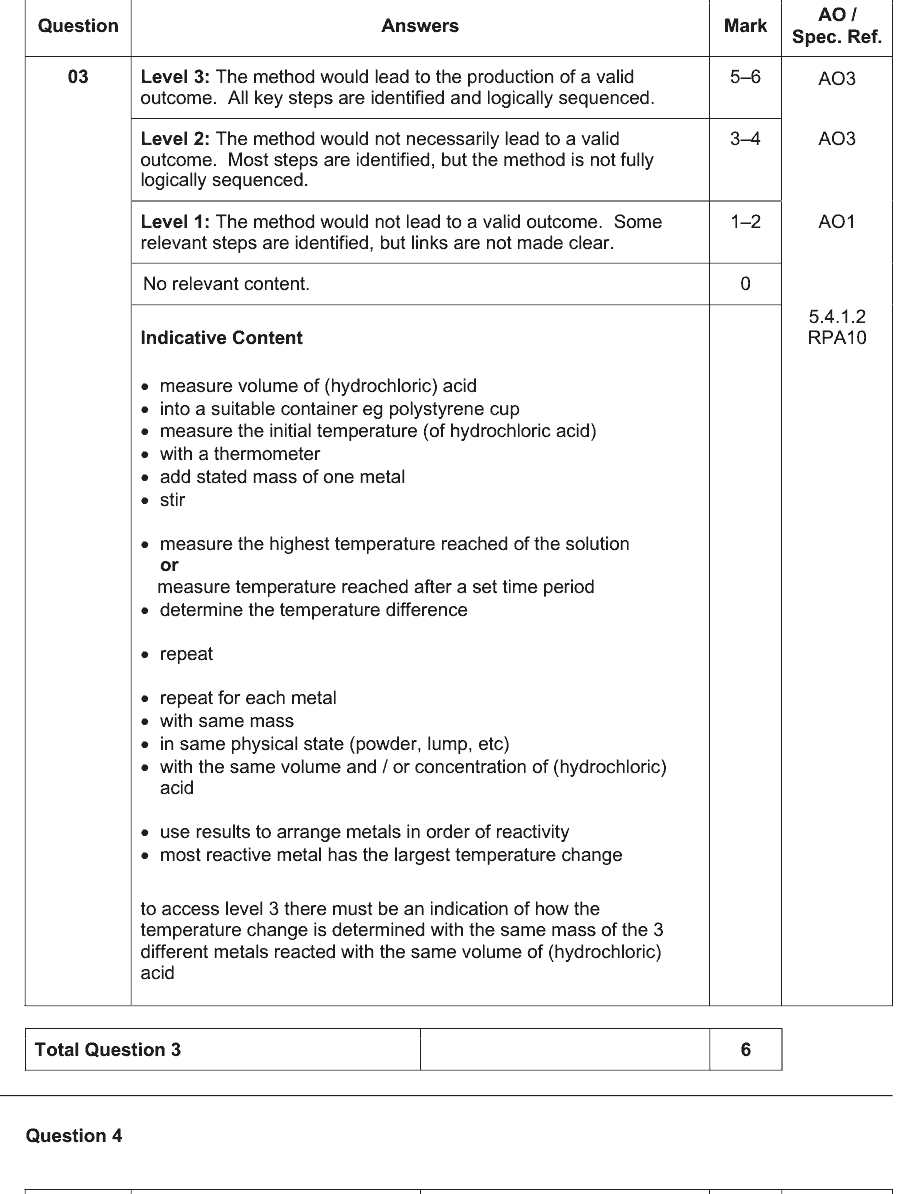 Question Answers Mark AO /
Spec. Ref.
03 Level 3: The method would lead to the production of a valid 5–6 AO3
outcome. All key steps are identified and logically sequenced.
Level 2: The method would not necessarily lead to a valid 3–4 AO3
outcome. Most steps are identified, but the method is not fully
logically sequenced.
Level 1: The method would not lead to a valid outcome. Some 1–2 AO1
relevant steps are identified, but links are not made clear.
No relevant content. 0
5.4.1.2
Indicative Content RPA10
• measure volume of (hydrochloric) acid
• into a suitable container eg polystyrene cup
• measure the initial temperature (of hydrochloric acid)
• with a thermometer
• add stated mass of one metal
• stir
• measure the highest temperature reached of the solution
or
measure temperature reached after a set time period
• determine the temperature difference
• repeat
• repeat for each metal
• with same mass
• in same physical state (powder, lump, etc)
• with the same volume and / or concentration of (hydrochloric)
acid
• use results to arrange metals in order of reactivity
• most reactive metal has the largest temperature change
to access level 3 there must be an indication of how the
temperature change is determined with the same mass of the 3
different metals reacted with the same volume of (hydrochloric)
acid
Total Question 3 6
Question 4